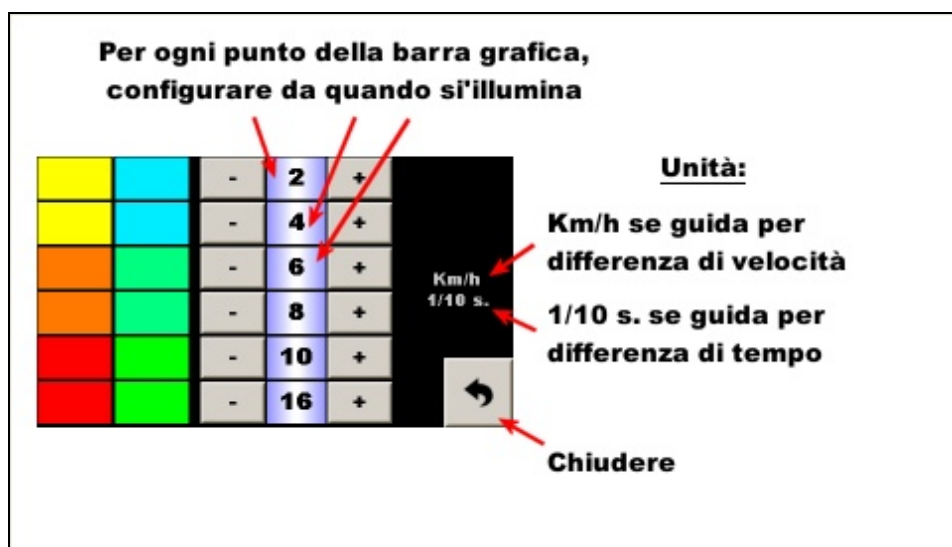 Per ogni punto della barra grafica,
configurare da quando si'illumina
- 2 +
- 4 +
- 6 +
- 8 +
- 10 +
- 16 +
Km/h
1/10 s.
Unità:
Km/h se guida per
differenza di velocità
1/10 s. se guida per
differenza di tempo
Chiudere